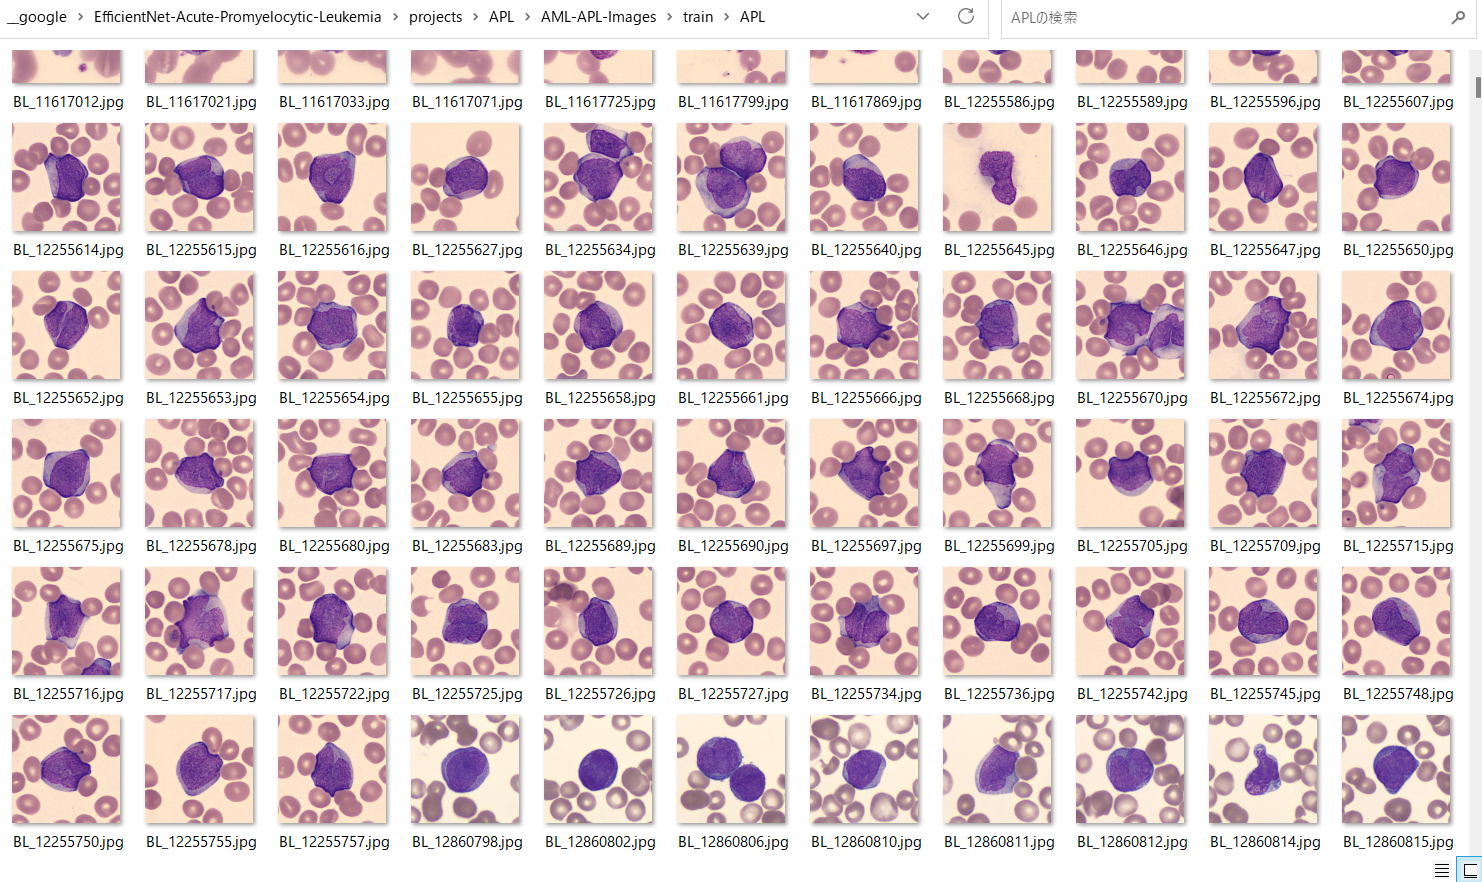 __google > EfficientNet-Acute-Promyelocytic-Leukemia > projects > APL > AML-APL-Images > train > APL
APLの検索
BL_11617012.jpg BL_11617021.jpg BL_11617033.jpg BL_11617071.jpg BL_11617725.jpg BL_11617799.jpg BL_11617869.jpg BL_12255586.jpg BL_12255589.jpg BL_12255596.jpg BL_12255607.jpg
BL_12255614.jpg BL_12255615.jpg BL_12255616.jpg BL_12255627.jpg BL_12255634.jpg BL_12255639.jpg BL_12255640.jpg BL_12255645.jpg BL_12255646.jpg BL_12255647.jpg BL_12255650.jpg
BL_12255652.jpg BL_12255653.jpg BL_12255654.jpg BL_12255655.jpg BL_12255658.jpg BL_12255661.jpg BL_12255666.jpg BL_12255668.jpg BL_12255670.jpg BL_12255672.jpg BL_12255674.jpg
BL_12255675.jpg BL_12255678.jpg BL_12255680.jpg BL_12255683.jpg BL_12255689.jpg BL_12255690.jpg BL_12255697.jpg BL_12255699.jpg BL_12255705.jpg BL_12255709.jpg BL_12255715.jpg
BL_12255716.jpg BL_12255717.jpg BL_12255722.jpg BL_12255725.jpg BL_12255726.jpg BL_12255727.jpg BL_12255734.jpg BL_12255736.jpg BL_12255742.jpg BL_12255745.jpg BL_12255748.jpg
BL_12255750.jpg BL_12255755.jpg BL_12255757.jpg BL_12860798.jpg BL_12860802.jpg BL_12860806.jpg BL_12860810.jpg BL_12860811.jpg BL_12860812.jpg BL_12860814.jpg BL_12860815.jpg